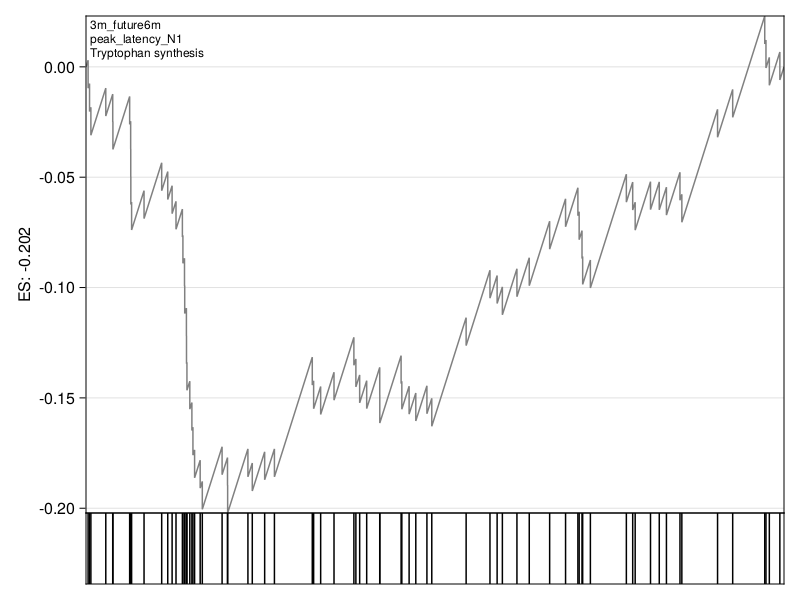 3m_future6m
peak_latency_N1
Tryptophan synthesis
0.00
-0.05
-0.10
-0.15
-0.20
ES: -0.202